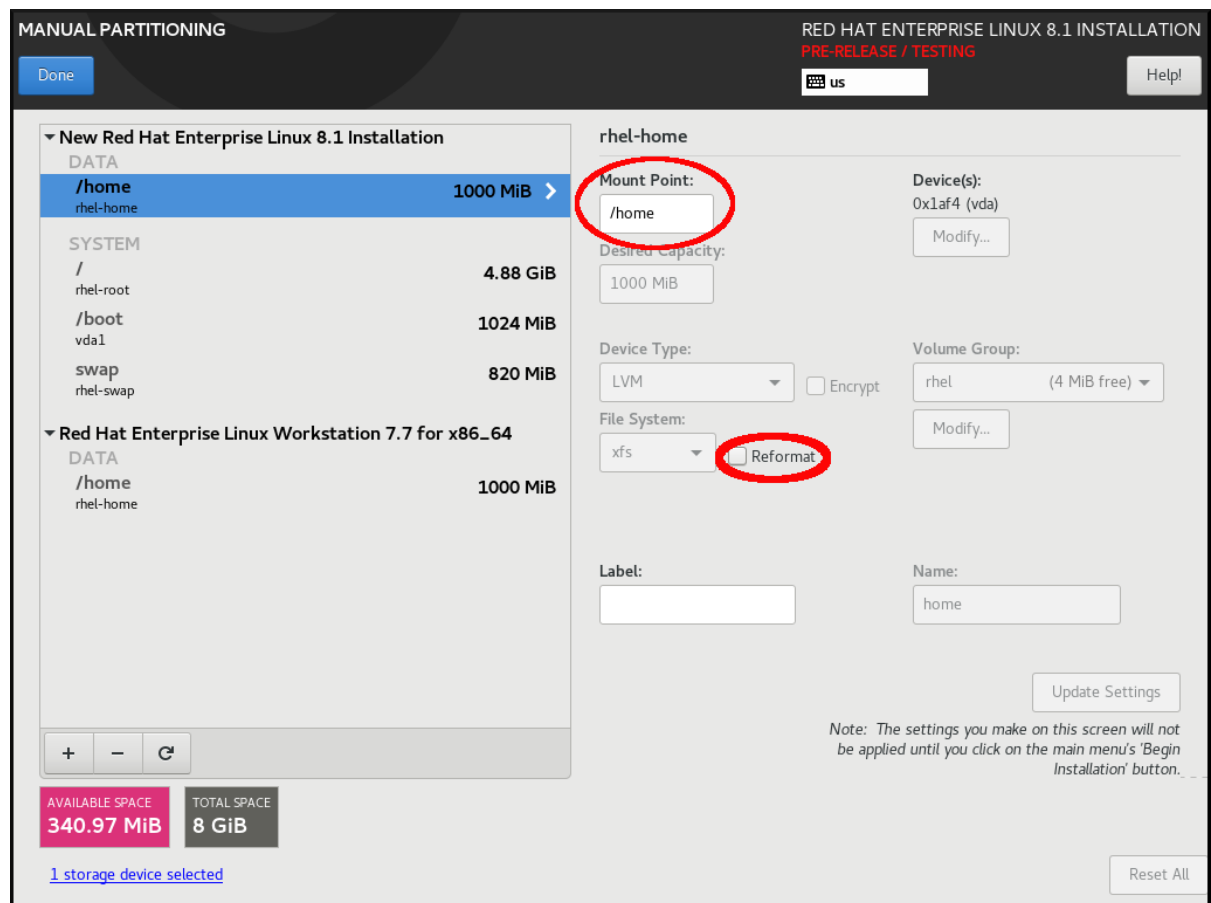 MANUAL PARTITIONING
RED HAT ENTERPRISE LINUX 8.1 INSTALLATION
PRE-RELEASE / TESTING
Done
us
Help!
New Red Hat Enterprise Linux 8.1 Installation
DATA
/home
1000 MiB
rhel-home
SYSTEM
/
4.88 GiB
rhel-root
/boot
1024 MiB
vda1
swap
820 MiB
rhel-swap
Red Hat Enterprise Linux Workstation 7.7 for x86_64
DATA
/home
1000 MiB
rhel-home
+ −
AVAILABLE SPACE
340.97 MiB
TOTAL SPACE
8 GiB
1 storage device selected
rhel-home
Mount Point:
/home
Device(s):
0x1af4 (vda)
Modify...
Desired Capacity:
1000 MiB
Device Type:
LVM
Encrypt
Volume Group:
rhel (4 MiB free)
Modify...
File System:
xfs
Reformat
Label:
Name:
home
Update Settings
Note: The settings you make on this screen will not
be applied until you click on the main menu's 'Begin
Installation' button.
Reset All